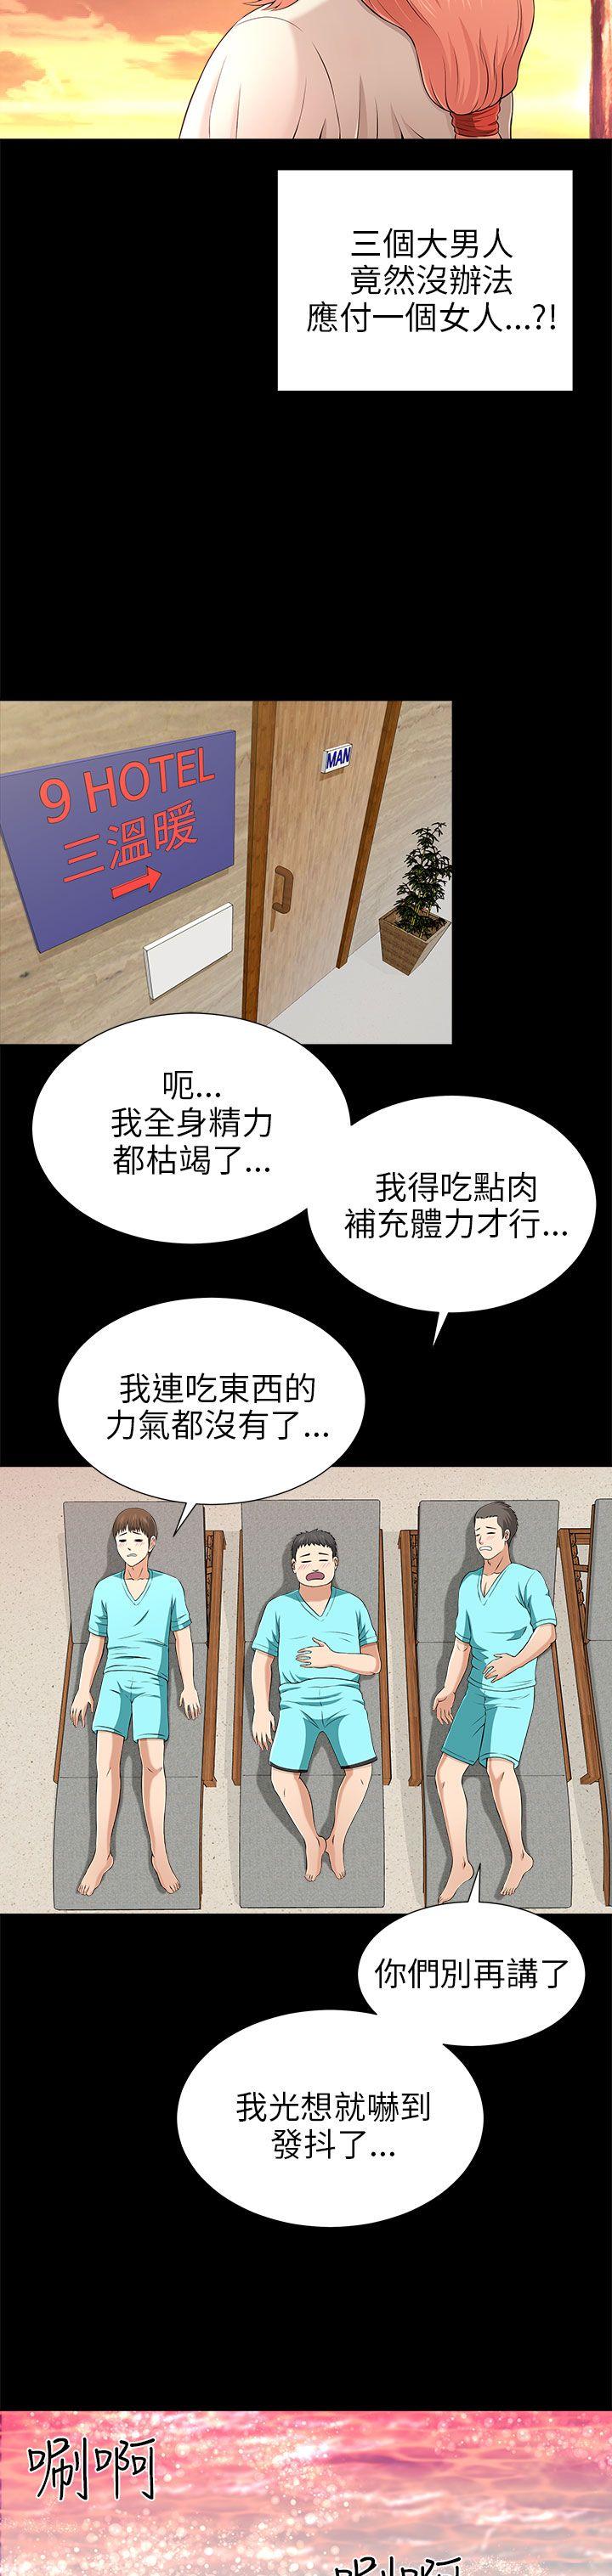 三個大男人
竟然沒辦法
應付一個女人...?!
MAN
9 HOTEL
三溫暖
呃...
我全身精力
都枯竭了...
我得吃點肉
補充體力才行...
我連吃東西的
力氣都沒有了...
你們別再講了
我光想就嚇到
發抖了...
唰啊
唰啊